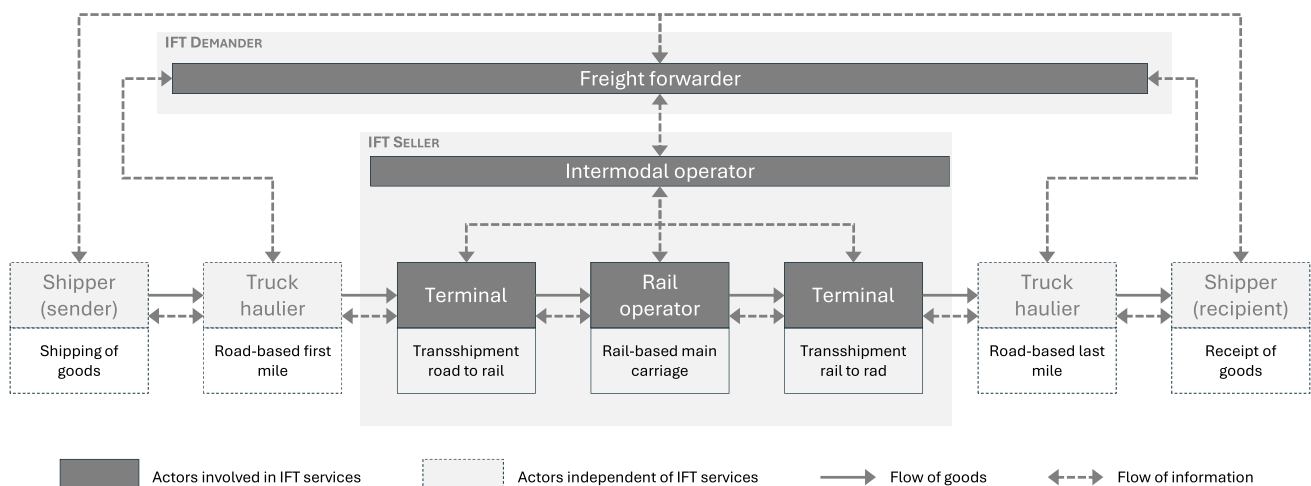 IFT DEMANDER
Freight forwarder
IFT SELLER
Intermodal operator
Shipper
(sender)
Truck
haulier
Terminal
Rail
operator
Terminal
Truck
haulier
Shipper
(recipient)
Shipping of
goods
Road-based first
mile
Transshipment
road to rail
Rail-based main
carriage
Transshipment
rail to rad
Road-based last
mile
Receipt of
goods
Actors involved in IFT services
Actors independent of IFT services
Flow of goods
Flow of information